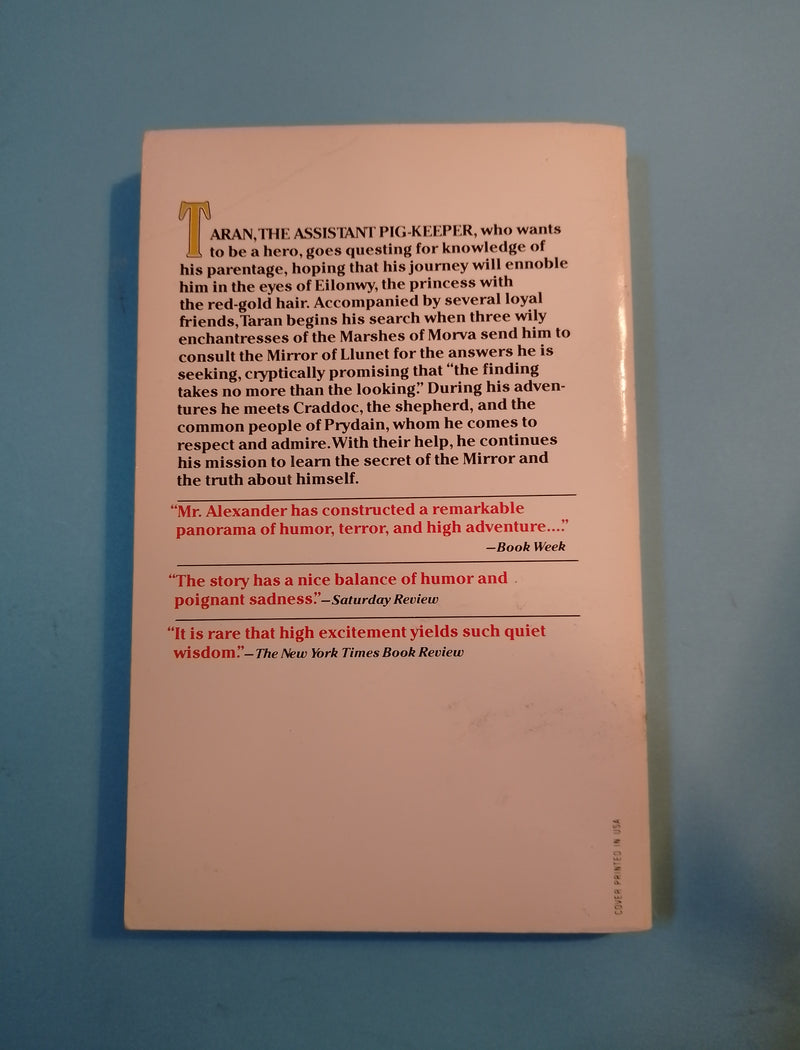 TARAN, THE ASSISTANT PIG-KEEPER, who wants
to be a hero, goes questing for knowledge of
his parentage, hoping that his journey will ennoble
him in the eyes of Eilonwy, the princess with
the red-gold hair. Accompanied by several loyal
friends, Taran begins his search when three wily
enchantresses of the Marshes of Morva send him to
consult the Mirror of Llunet for the answers he is
seeking, cryptically promising that “the finding
takes no more than the looking.” During his adven-
tures he meets Craddoc, the shepherd, and the
common people of Prydain, whom he comes to
respect and admire. With their help, he continues
his mission to learn the secret of the Mirror and
the truth about himself.
“Mr. Alexander has constructed a remarkable
panorama of humor, terror, and high adventure....”
—Book Week
“The story has a nice balance of humor and
poignant sadness.”—Saturday Review
“It is rare that high excitement yields such quiet
wisdom.”—The New York Times Book Review
COVER PRINTED IN USA